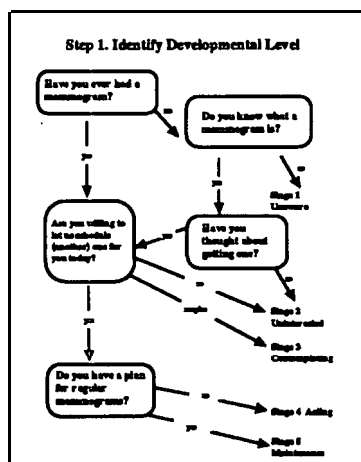 Step 1. Identify Developmental Level
Have you ever had a
mammogram?
no
Do you know what a
mammogram is?
yes
yes
no
Stage 1
Unaware
Are you willing to
let us schedule
(another) one for
you today?
yes
Have you
thought about
getting one?
no
no
Stage 2
Uninterested
maybe
Stage 3
Contemplating
yes
Do you have a plan
for regular
mammograms?
no
Stage 4 Acting
yes
Stage 5
Maintenance